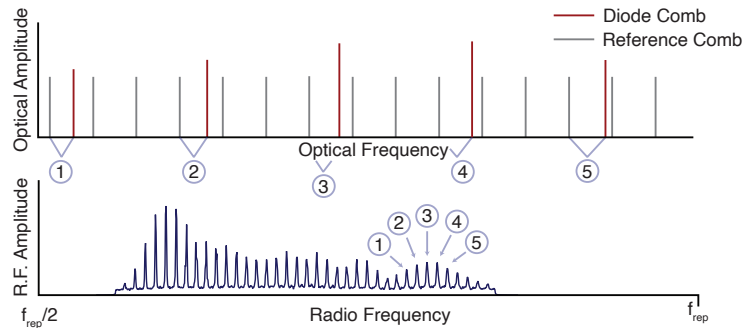 Diode Comb
Reference Comb
Optical Amplitude
Optical Frequency
1
2
3
4
5
R.F. Amplitude
1
2
3
4
5
f_rep/2
Radio Frequency
f_rep